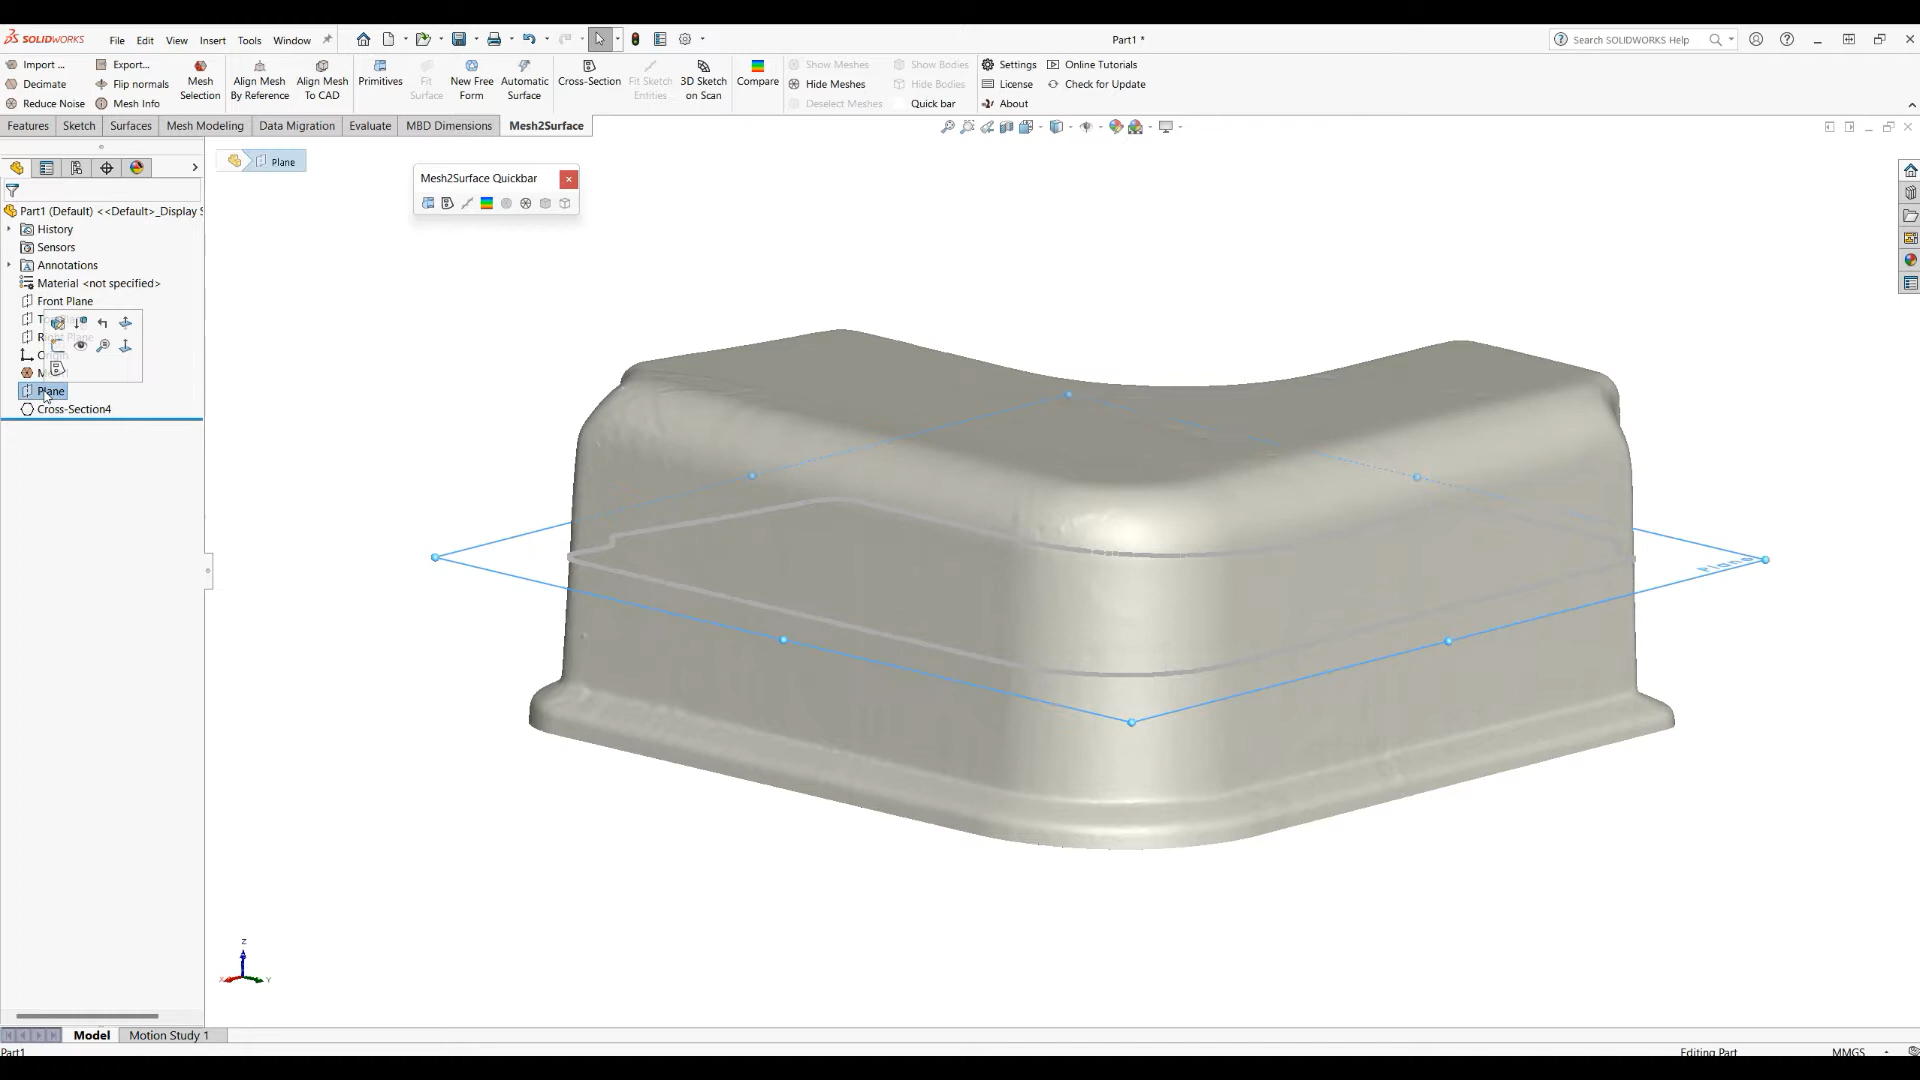 SOLIDWORKS File Edit View Insert Tools Window Part1 * Search SOLIDWORKS Help
Import ... Export...
Decimate Flip normals
Reduce Noise Mesh Info
Mesh Selection
Align Mesh By Reference
Align Mesh To CAD
Primitives
Fit Surface
New Free Form
Automatic Surface
Cross-Section
Fit Sketch Entities
3D Sketch on Scan
Compare
Show Meshes Show Bodies
Hide Meshes Hide Bodies
Deselect Meshes Quick bar
Settings Online Tutorials
License Check for Update
About
Features Sketch Surfaces Mesh Modeling Data Migration Evaluate MBD Dimensions Mesh2Surface
Plane
Mesh2Surface Quickbar
Part1 (Default) <<Default>_Display S
History
Sensors
Annotations
Material <not specified>
Front Plane
Right Plane
Plane
Cross-Section4
Plane
Z
X
Y
Model Motion Study 1
Part1 Editing Part MMGS